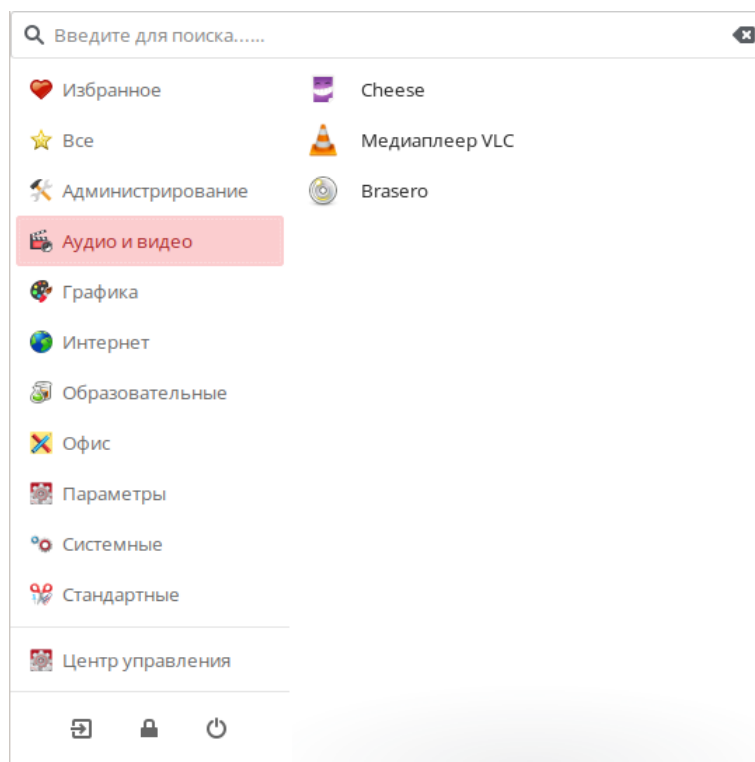 Введите для поиска......
Избранное
Все
Администрирование
Аудио и видео
Графика
Интернет
Образовательные
Офис
Параметры
Системные
Стандартные
Центр управления
Cheese
Медиаплеер VLC
Brasero